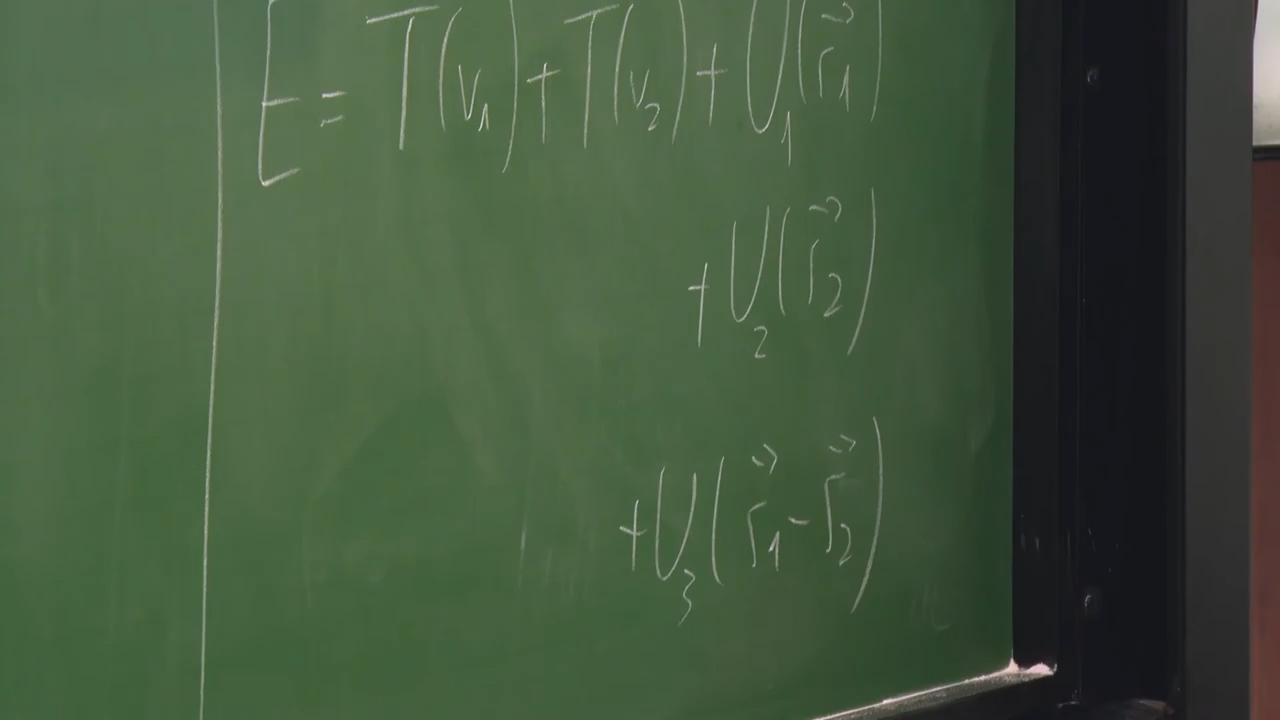 E = T(v₁) + T(v₂) + U₁(r⃗₁)
+ U₂(r⃗₂)
+ U₃(r⃗₁ - r⃗₂)